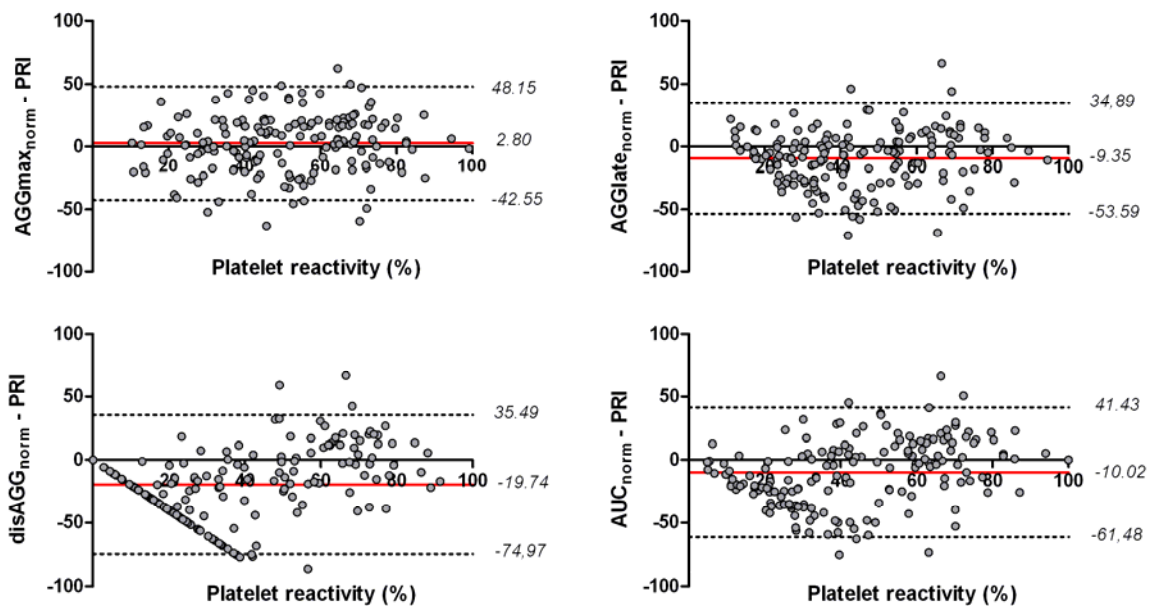 100
50
0
-50
-100
AGGmaxnorm - PRI
48.15
2.80
-42.55
20 40 60 80 100
Platelet reactivity (%)
100
50
0
-50
-100
AGGlatenorm - PRI
34.89
-9.35
-53.59
20 40 60 80 100
Platelet reactivity (%)
100
50
0
-50
-100
disAGGnorm - PRI
35.49
-19.74
-74,97
20 40 60 80 100
Platelet reactivity (%)
100
50
0
-50
-100
AUCnorm - PRI
41.43
-10.02
-61,48
20 40 60 80 100
Platelet reactivity (%)